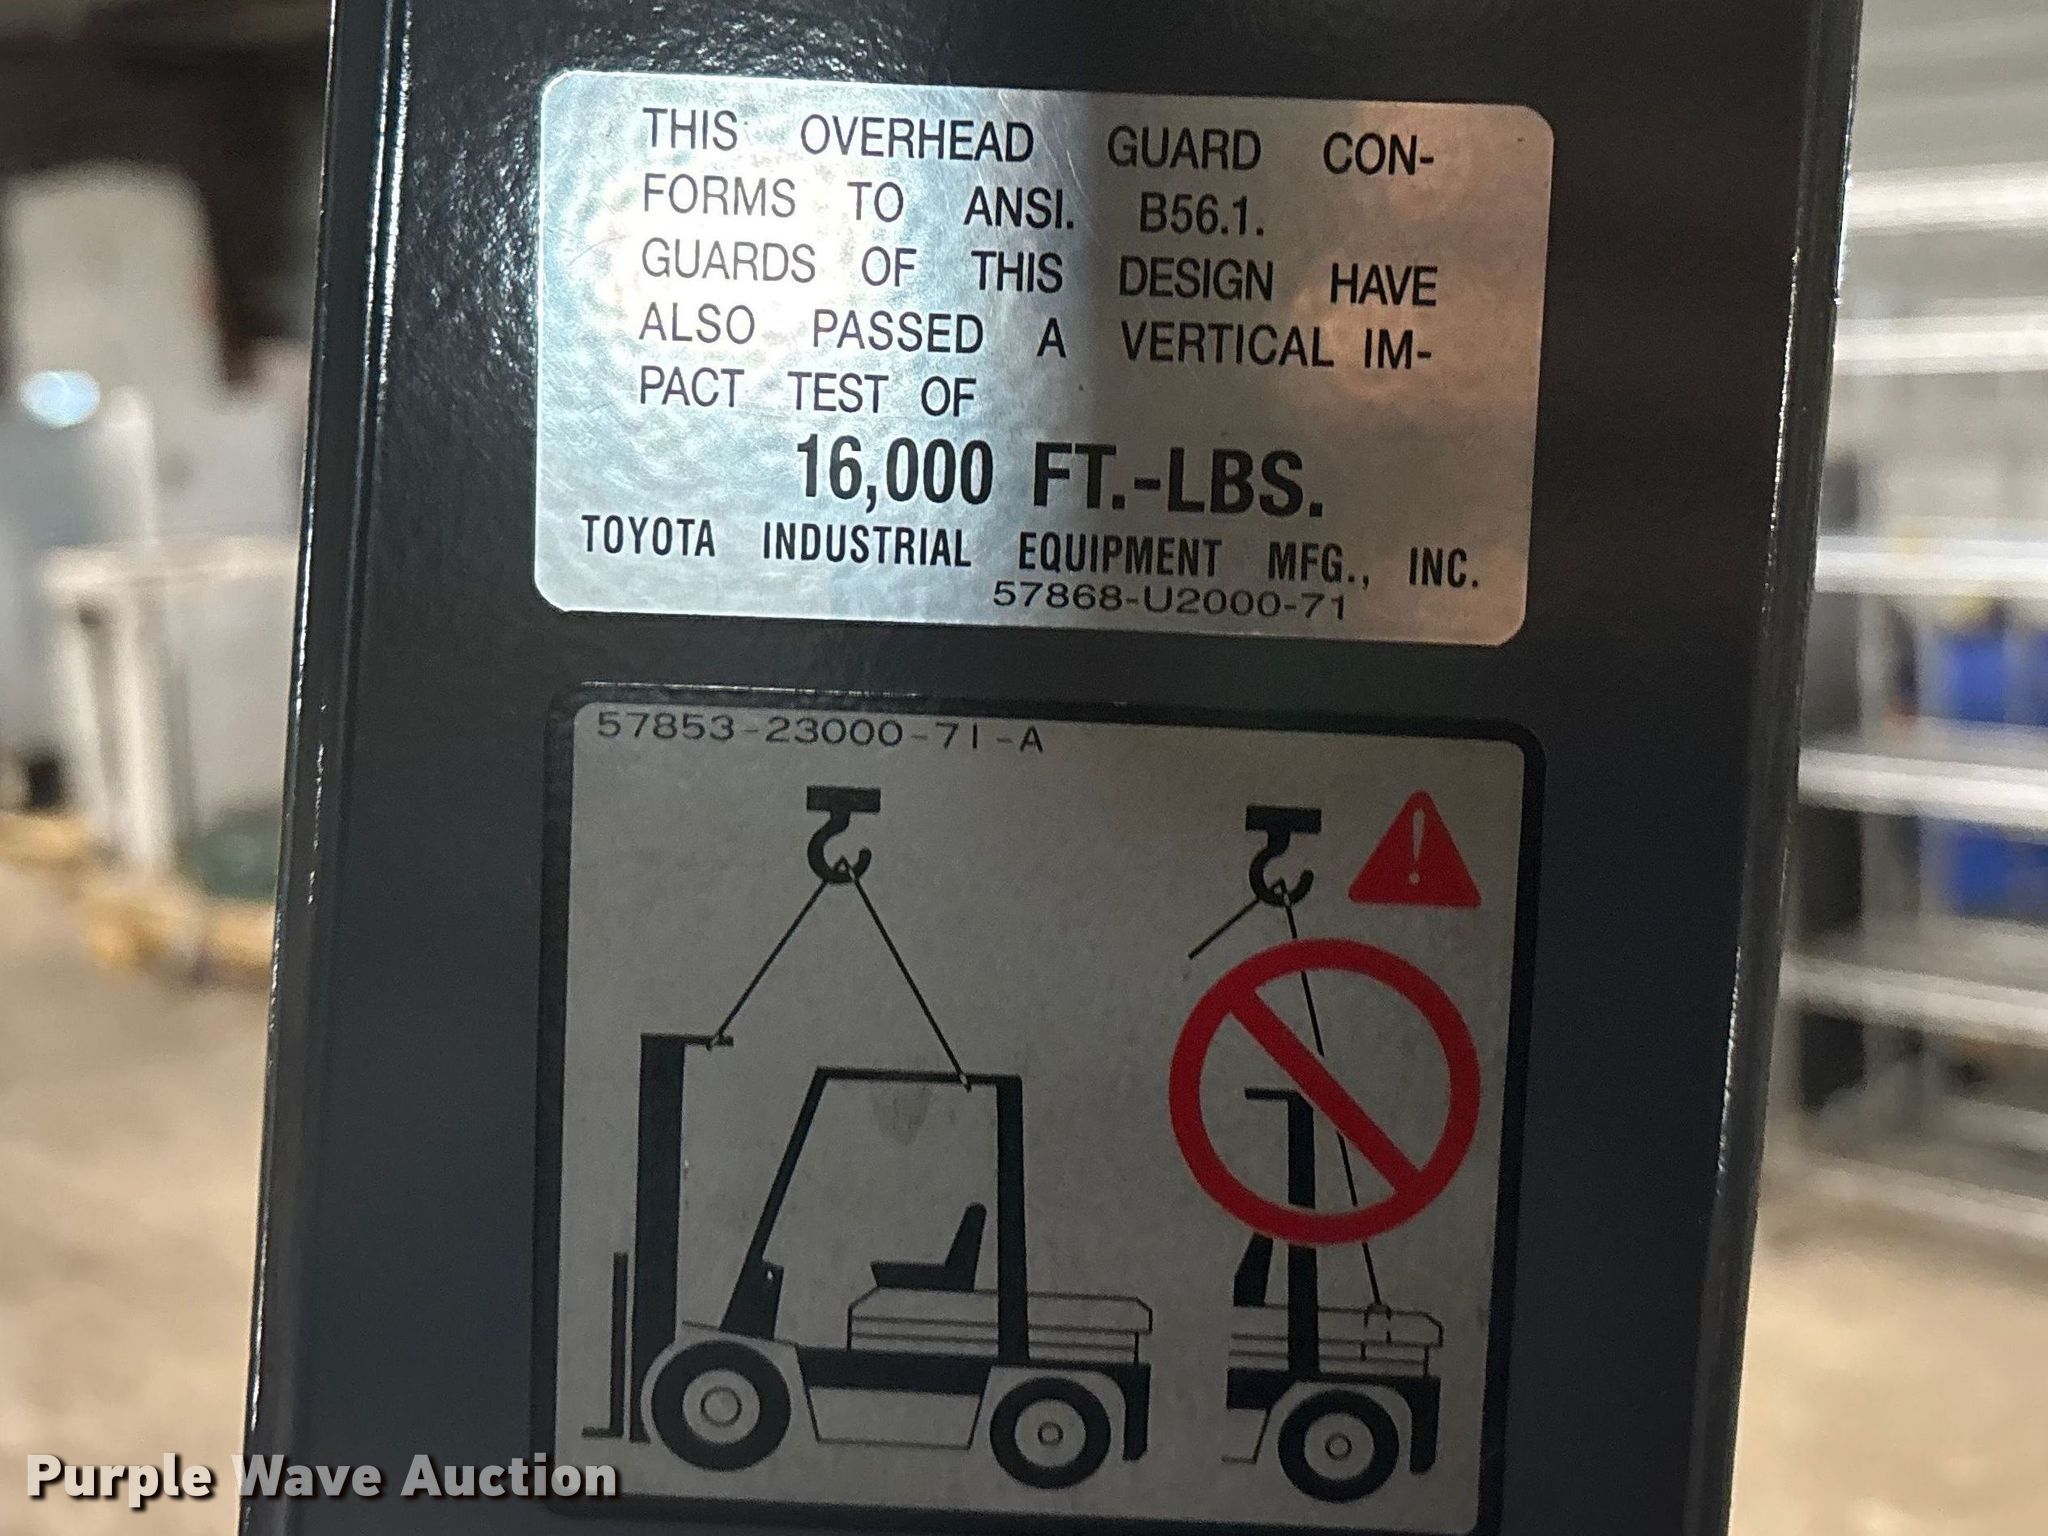 THIS OVERHEAD GUARD CON-
FORMS TO ANSI. B56.1.
GUARDS OF THIS DESIGN HAVE
ALSO PASSED A VERTICAL IM-
PACT TEST OF
16,000 FT.-LBS.
TOYOTA INDUSTRIAL EQUIPMENT MFG., INC.
57868-U2000-71
57853-23000-71-A
Purple Wave Auction